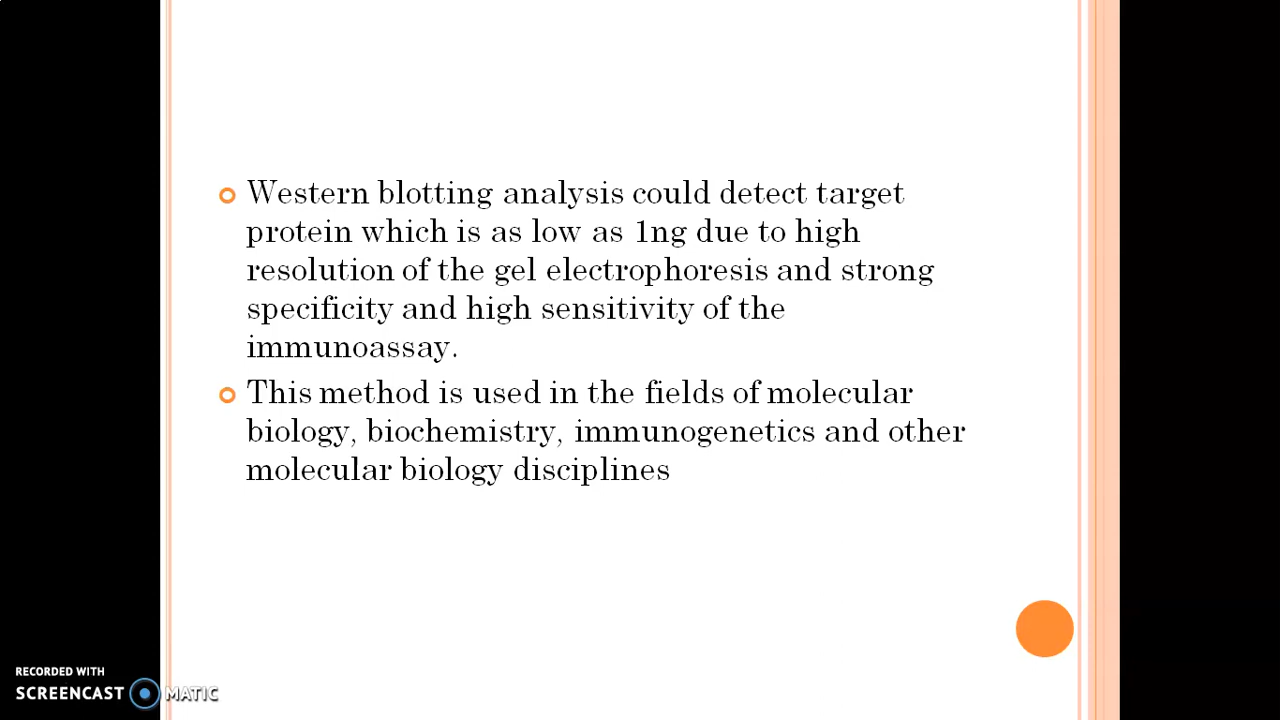 Western blotting analysis could detect target
protein which is as low as 1ng due to high
resolution of the gel electrophoresis and strong
specificity and high sensitivity of the
immunoassay.
This method is used in the fields of molecular
biology, biochemistry, immunogenetics and other
molecular biology disciplines
RECORDED WITH
SCREENCAST MATIC